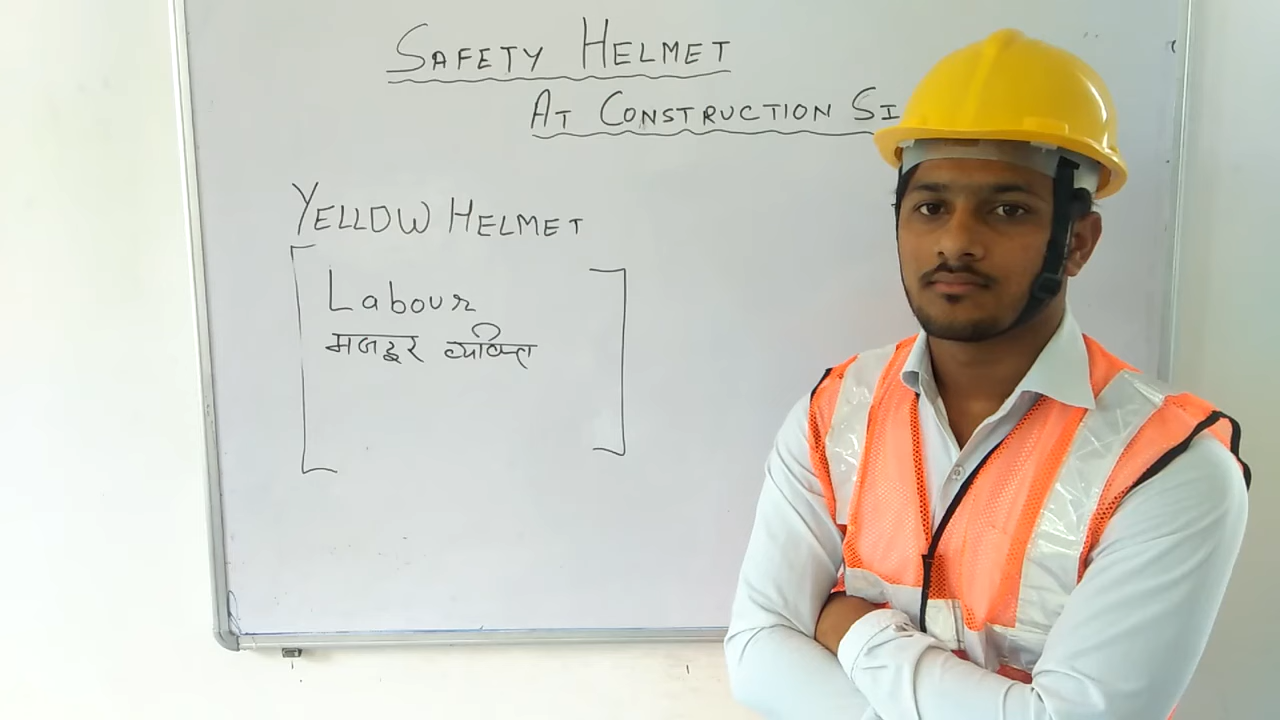 SAFETY HELMET
AT CONSTRUCTION SI
YELLOW HELMET
Labour
मजदूर व्यक्ति